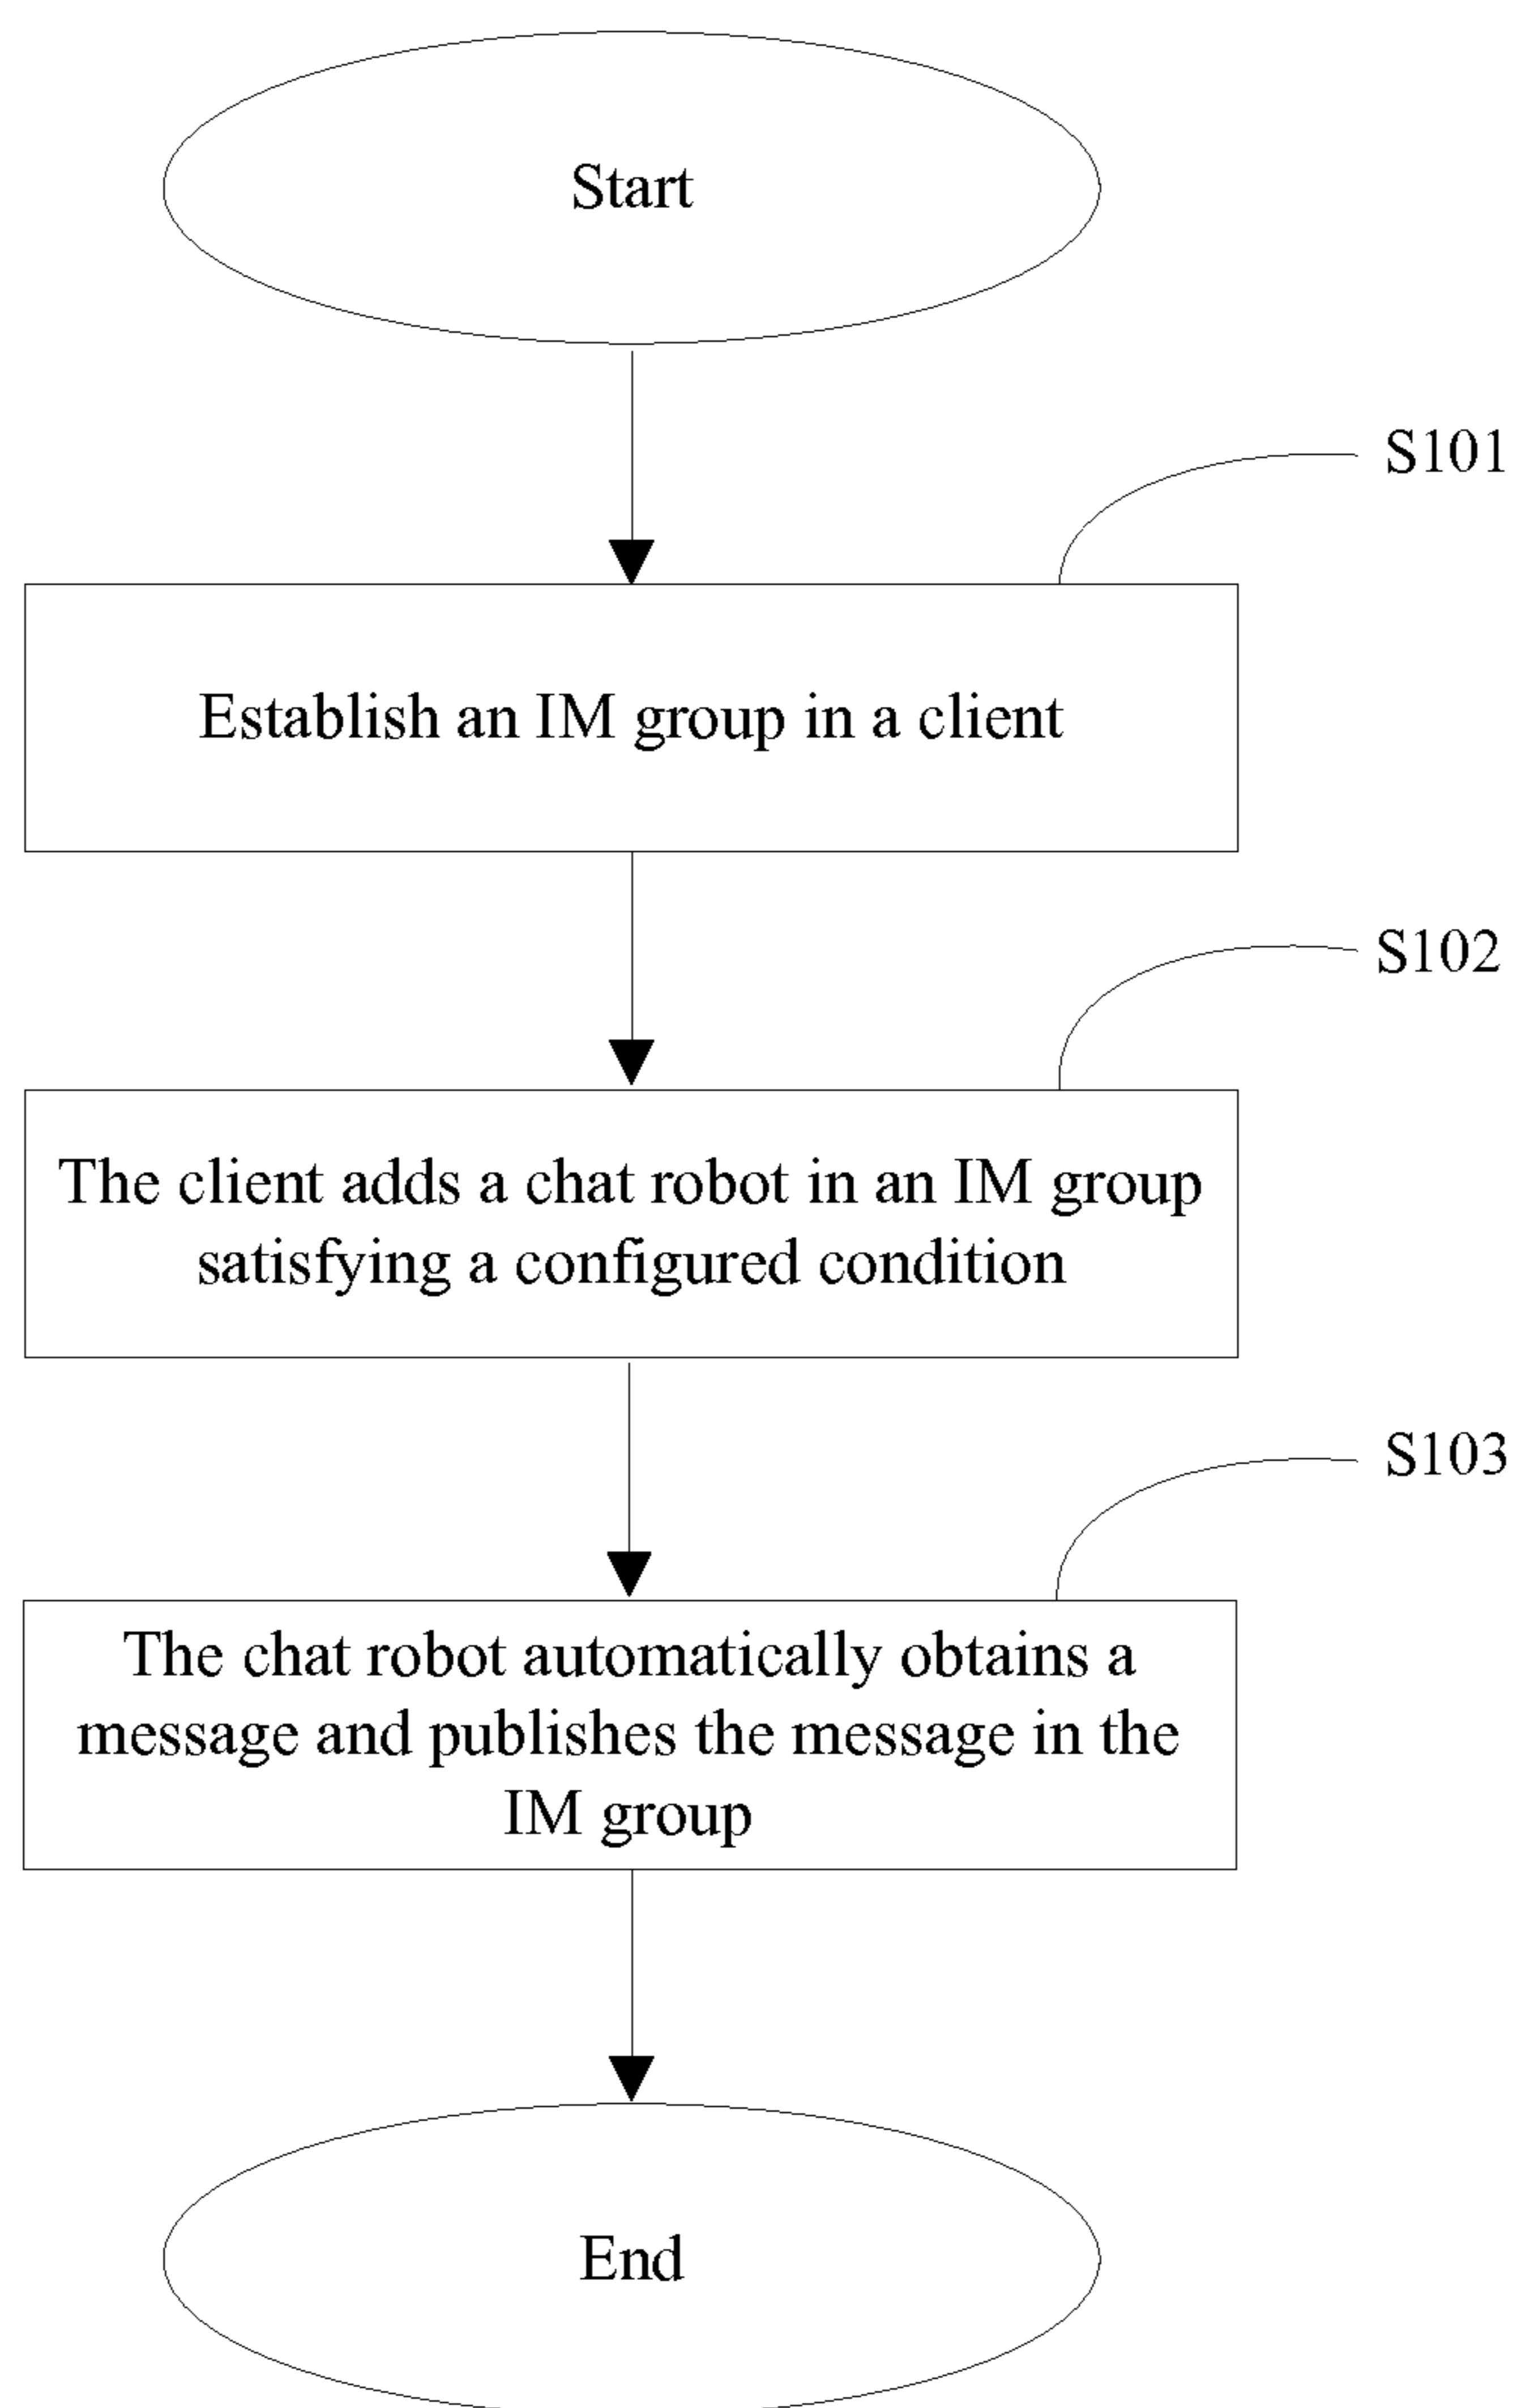 Start
S101
Establish an IM group in a client
S102
The client adds a chat robot in an IM group
satisfying a configured condition
S103
The chat robot automatically obtains a
message and publishes the message in the
IM group
End